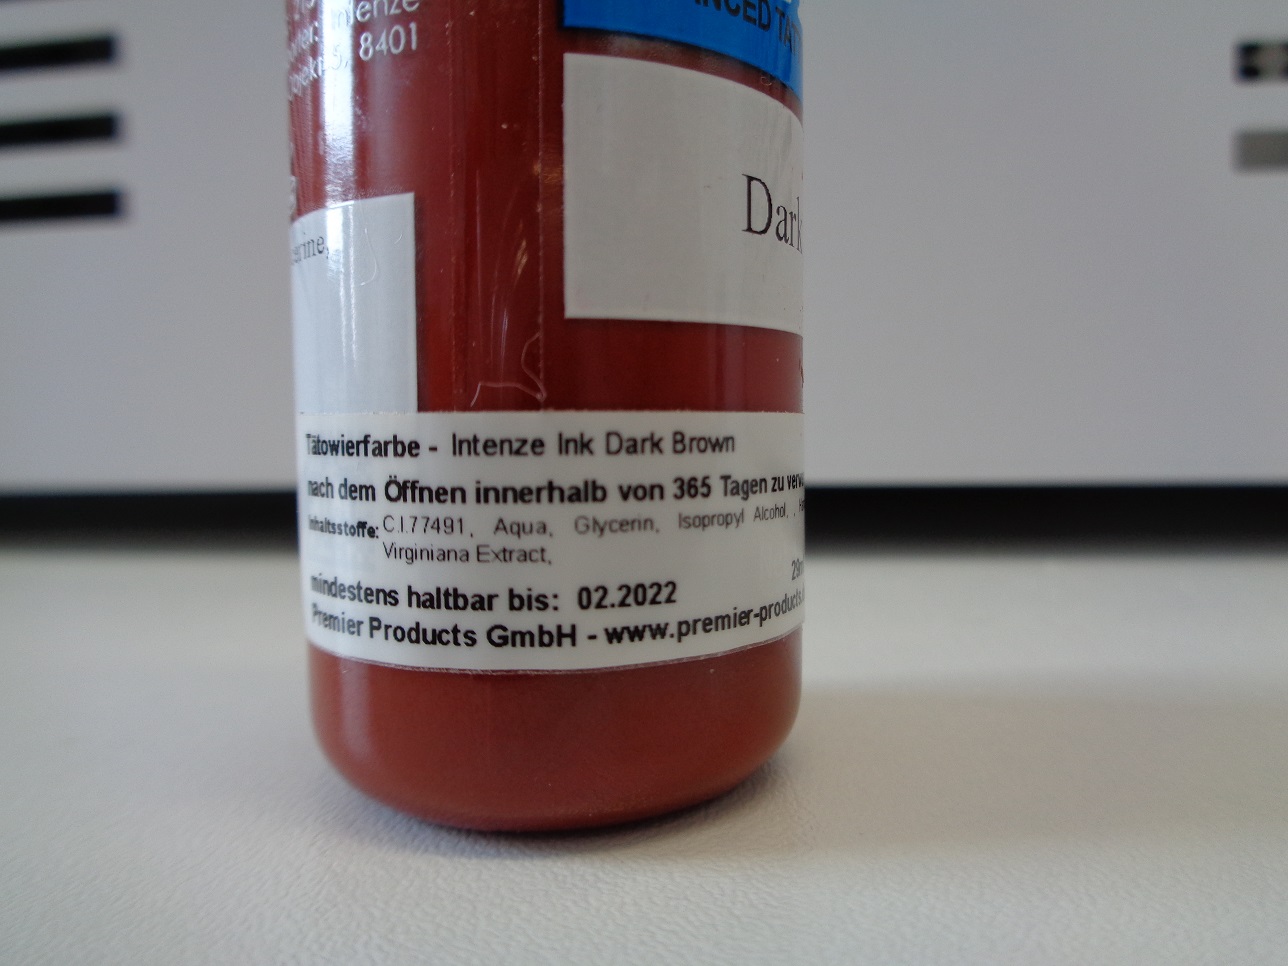 Intenze
8401
Dark
Tätowierfarbe - Intenze Ink Dark Brown
nach dem Öffnen innerhalb von 365 Tagen zu
Inhaltsstoffe: C.I.77491, Aqua, Glycerin, Isopropyl Alcohol, ,
Virginiana Extract,
mindestens haltbar bis: 02.2022
Premier Products GmbH - www.premier-products.